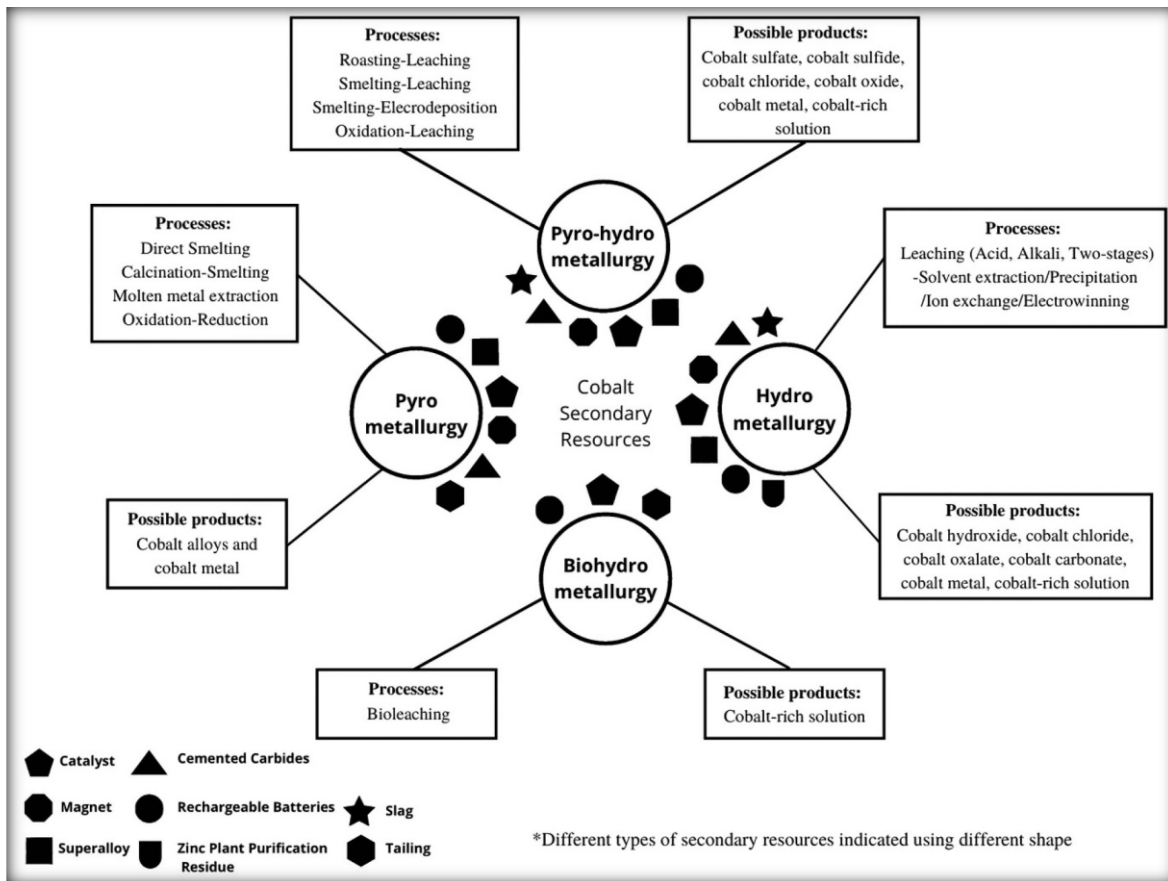 Processes:
Roasting-Leaching
Smelting-Leaching
Smelting-Elecrodeposition
Oxidation-Leaching
Possible products:
Cobalt sulfate, cobalt sulfide,
cobalt chloride, cobalt oxide,
cobalt metal, cobalt-rich
solution
Pyro-hydro
metallurgy
Processes:
Direct Smelting
Calcination-Smelting
Molten metal extraction
Oxidation-Reduction
Processes:
Leaching (Acid, Alkali, Two-stages)
-Solvent extraction/Precipitation
/Ion exchange/Electrowinning
Pyro
metallurgy
Cobalt
Secondary
Resources
Hydro
metallurgy
Possible products:
Cobalt alloys and
cobalt metal
Possible products:
Cobalt hydroxide, cobalt chloride,
cobalt oxalate, cobalt carbonate,
cobalt metal, cobalt-rich solution
Biohydro
metallurgy
Processes:
Bioleaching
Possible products:
Cobalt-rich solution
Catalyst
Cemented Carbides
Magnet
Rechargeable Batteries
Slag
Superalloy
Zinc Plant Purification
Residue
Tailing
*Different types of secondary resources indicated using different shape